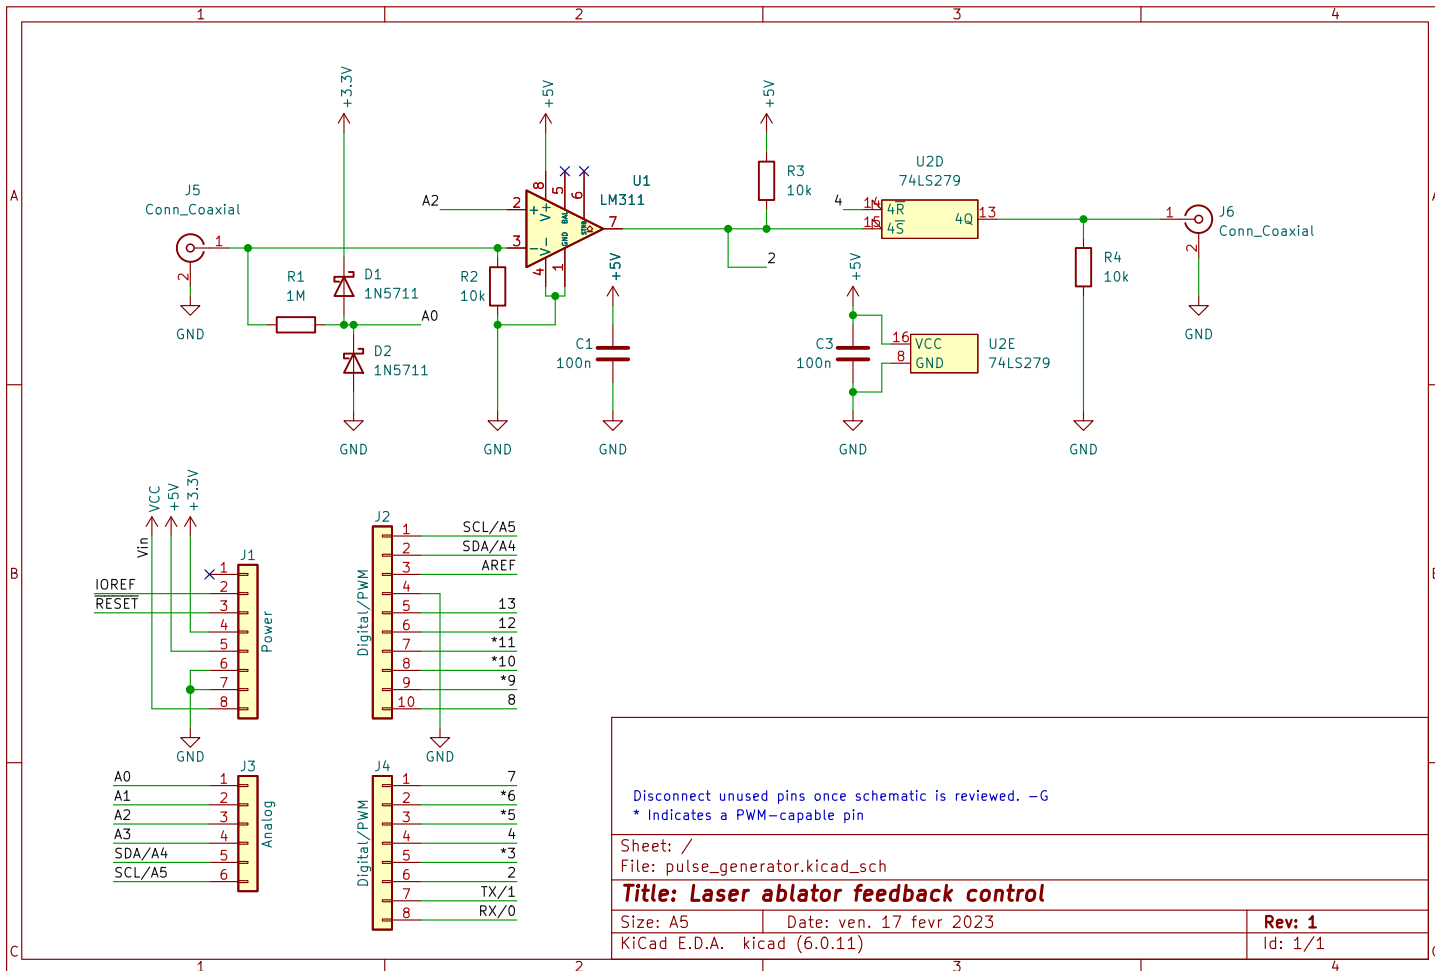 1 2 3 4
A
B
C
J5
Conn_Coaxial
1
2
GND
+3.3V
R1
1M
D1
1N5711
A0
D2
1N5711
GND
A2
+5V
U1
LM311
2
3
8
5
6
7
4
1
+
-
V+
V-
BAL
STRB
GND
R2
10k
GND
+5V
C1
100n
GND
+5V
R3
10k
2
4
U2D
74LS279
14
15
4R
4S
4Q
13
+5V
C3
100n
GND
16
8
VCC
GND
U2E
74LS279
R4
10k
GND
J6
Conn_Coaxial
1
2
GND
VCC
+5V
+3.3V
Vin
IOREF
RESET
J1
Power
1
2
3
4
5
6
7
8
GND
J2
Digital/PWM
1 SCL/A5
2 SDA/A4
3 AREF
4
5 13
6 12
7 *11
8 *10
9 *9
10 8
GND
J3
Analog
A0 1
A1 2
A2 3
A3 4
SDA/A4 5
SCL/A5 6
J4
Digital/PWM
1 7
2 *6
3 *5
4 4
5 *3
6 2
7 TX/1
8 RX/0
Disconnect unused pins once schematic is reviewed. -G
* Indicates a PWM-capable pin
Sheet: /
File: pulse_generator.kicad_sch
Title: Laser ablator feedback control
Size: A5 Date: ven. 17 fevr 2023 Rev: 1
KiCad E.D.A. kicad (6.0.11) Id: 1/1
1 2 3 4